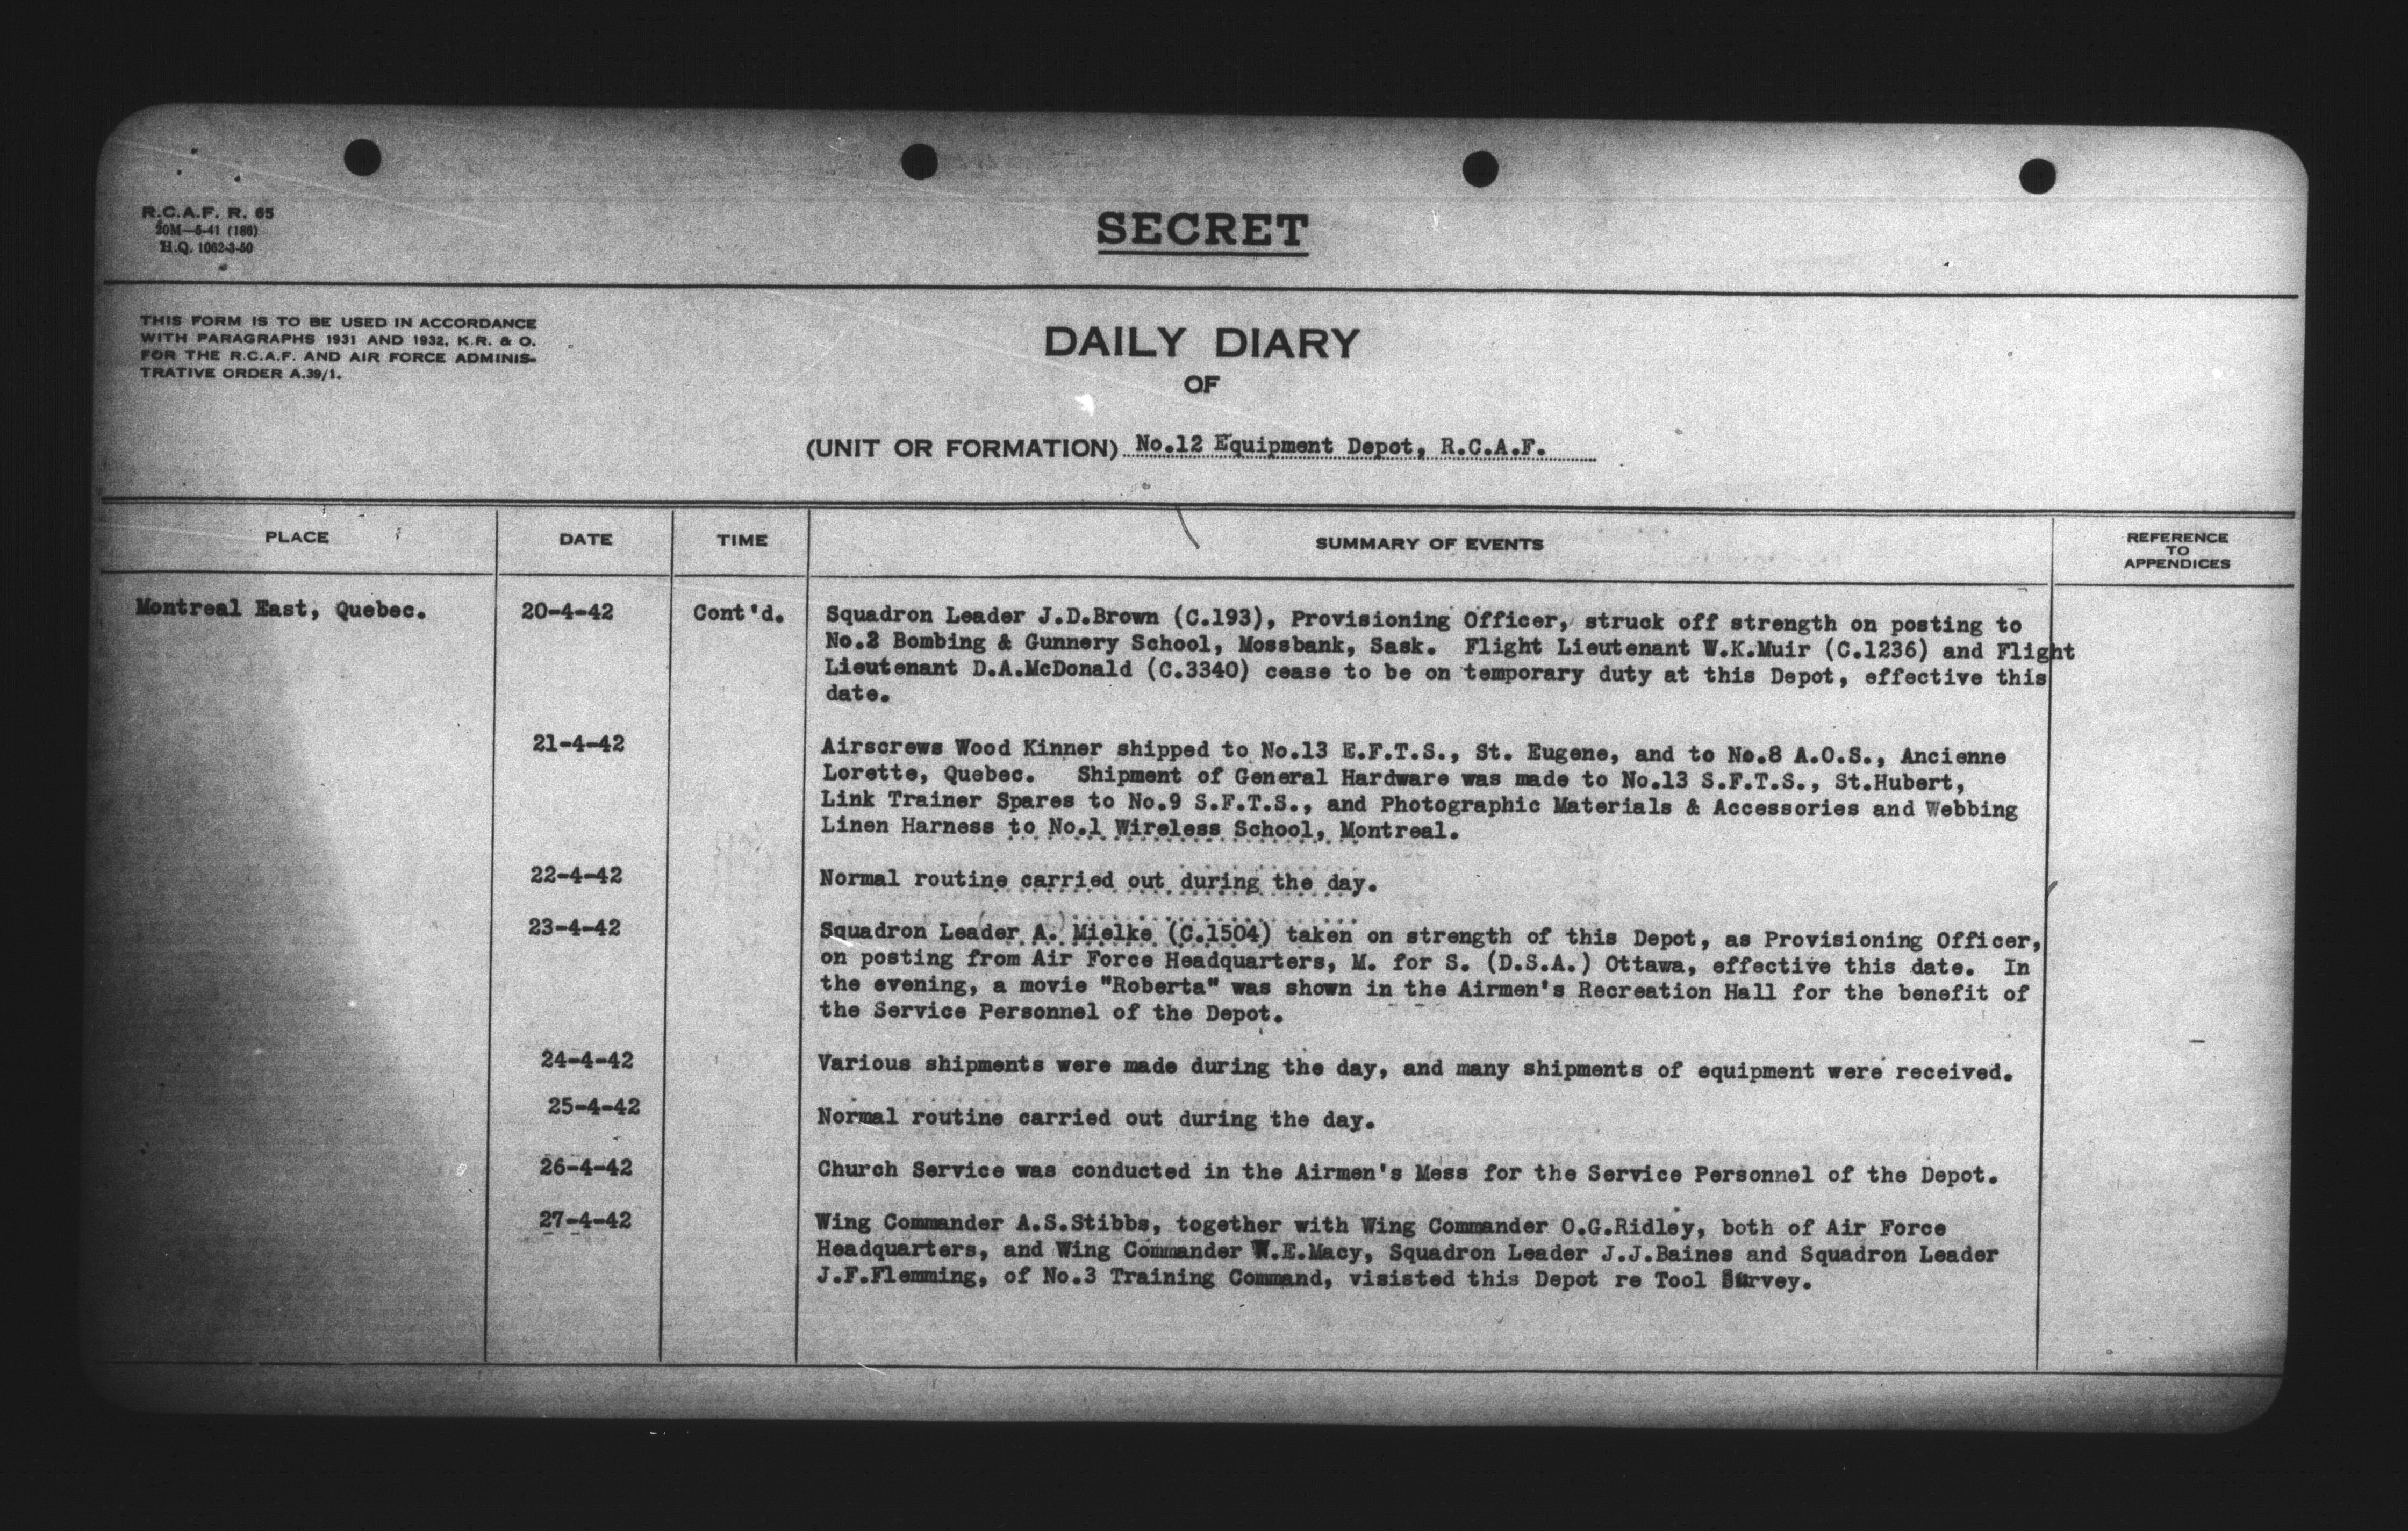 R.C.A.F. R. 65
20M—5-41 (186)
H.Q. 1062-3-50
SECRET
THIS FORM IS TO BE USED IN ACCORDANCE
WITH PARAGRAPHS 1931 AND 1932, K.R. & O.
FOR THE R.C.A.F. AND AIR FORCE ADMINIS-
TRATIVE ORDER A.39/1.
DAILY DIARY
OF
(UNIT OR FORMATION) No.12 Equipment Depot, R.C.A.F.
PLACE DATE TIME SUMMARY OF EVENTS REFERENCE
TO
APPENDICES
Montreal East, Quebec. 20-4-42 Cont'd. Squadron Leader J.D.Brown (C.193), Provisioning Officer, struck off strength on posting to
No.2 Bombing & Gunnery School, Mossbank, Sask. Flight Lieutenant W.K.Muir (C.1236) and Flight
Lieutenant D.A.McDonald (C.3340) cease to be on temporary duty at this Depot, effective this
date.
21-4-42 Airscrews Wood Kinner shipped to No.13 E.F.T.S., St. Eugene, and to No.8 A.O.S., Ancienne
Lorette, Quebec. Shipment of General Hardware was made to No.13 S.F.T.S., St.Hubert,
Link Trainer Spares to No.9 S.F.T.S., and Photographic Materials & Accessories and Webbing
Linen Harness to No.1 Wireless School, Montreal.
22-4-42 Normal routine carried out during the day.
23-4-42 Squadron Leader A. Mielke (C.1504) taken on strength of this Depot, as Provisioning Officer,
on posting from Air Force Headquarters, M. for S. (D.S.A.) Ottawa, effective this date. In
the evening, a movie "Roberta" was shown in the Airmen's Recreation Hall for the benefit of
the Service Personnel of the Depot.
24-4-42 Various shipments were made during the day, and many shipments of equipment were received.
25-4-42 Normal routine carried out during the day.
26-4-42 Church Service was conducted in the Airmen's Mess for the Service Personnel of the Depot.
27-4-42 Wing Commander A.S.Stibbs, together with Wing Commander O.G.Ridley, both of Air Force
Headquarters, and Wing Commander W.E.Macy, Squadron Leader J.J.Baines and Squadron Leader
J.F.Flemming, of No.3 Training Command, visisted this Depot re Tool Survey.